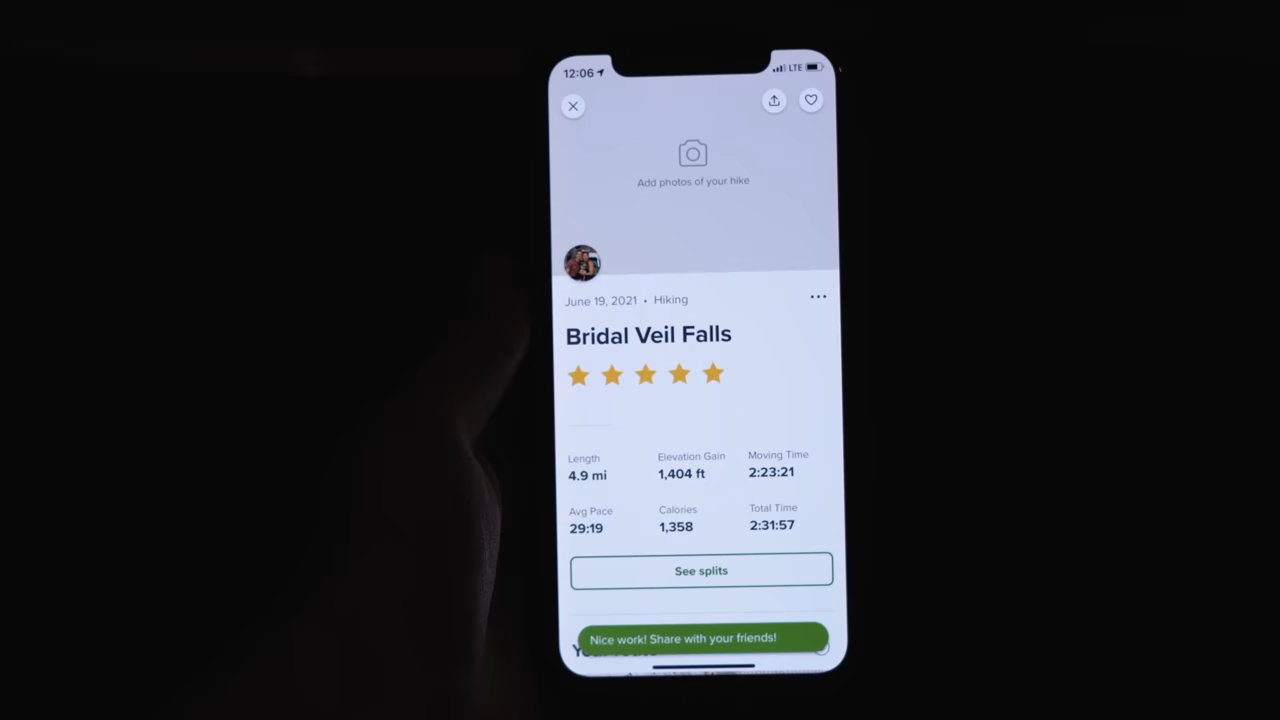 12:06
LTE
Add photos of your hike
June 19, 2021 • Hiking
Bridal Veil Falls
Length Elevation Gain Moving Time
4.9 mi 1,404 ft 2:23:21
Avg Pace Calories Total Time
29:19 1,358 2:31:57
See splits
Nice work! Share with your friends!